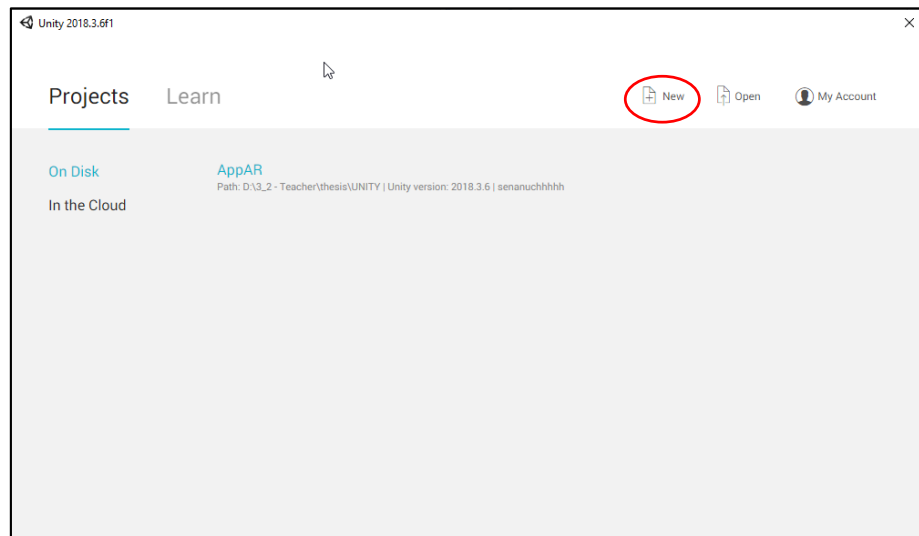 Unity 2018.3.6f1
Projects Learn New Open My Account
On Disk
AppAR
Path: D:\3_2 - Teacher\thesis\UNITY | Unity version: 2018.3.6 | senanuchhhhh
In the Cloud